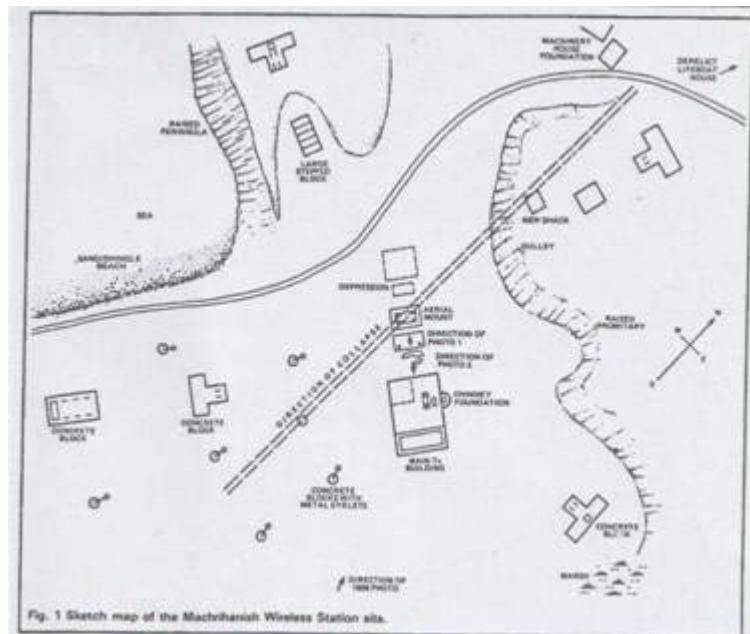 MACHINERY
HOUSE
FOUNDATION
DERELICT
LIFEBOAT
HOUSE
RAISED
PENINSULA
LARGE
STEPPED
BLOCK
SEA
SAND/SHINGLE
BEACH
NEW SHACK
GULLEY
DEPRESSION
AERIAL
MOUNT
DIRECTION OF
PHOTO 1
DIRECTION OF
PHOTO 2
RAISED
DIRECTION OF COLLAPSE
CHIMNEY
FOUNDATION
CONCRETE
BLOCK
CONCRETE
BLOCK
MAIN Tx
BUILDING
CONCRETE
BLOCKS WITH
METAL EYELETS
CONCRETE
BLOCK
MARSH
DIRECTION OF
PHOTO
Fig. 1 Sketch map of the Machrihanish Wireless Station site.